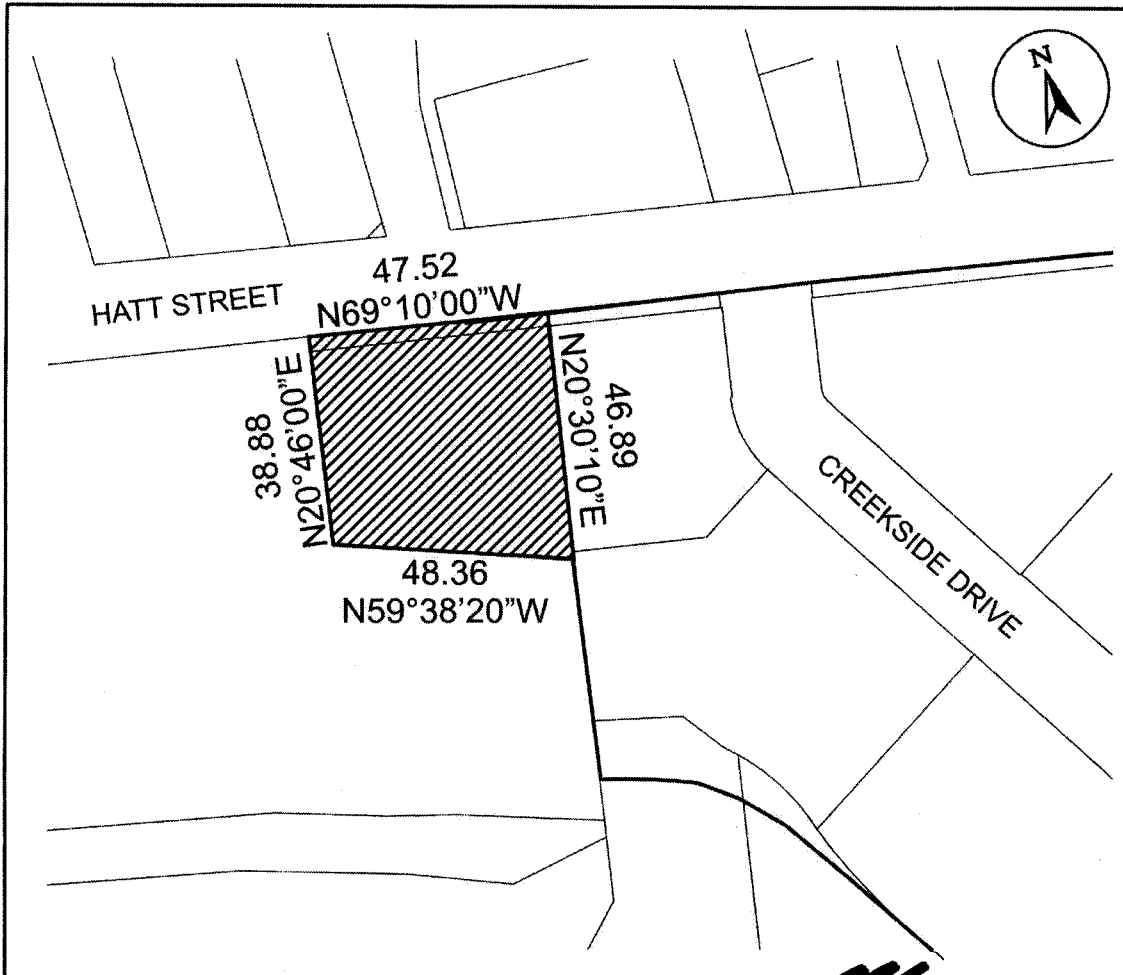 N
47.52
N69°10’00”W
HATT STREET
38.88
N20°46’00”E
46.89
N20°30’10”E
48.36
N59°38’20”W
CREEKSIDE DRIVE